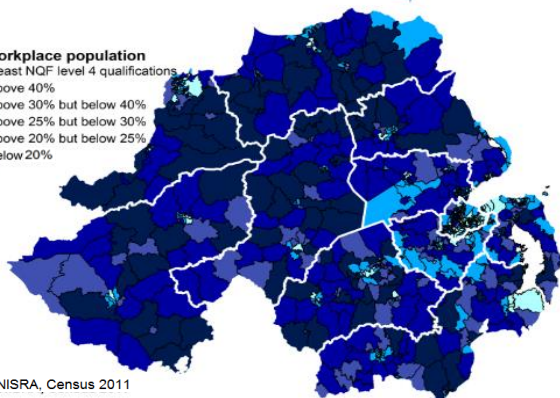 orkplace population
east NQF level 4 qualifications
bove 40%
bove 30% but below 40%
bove 25% but below 30%
bove 20% but below 25%
elow 20%
NISRA, Census 2011